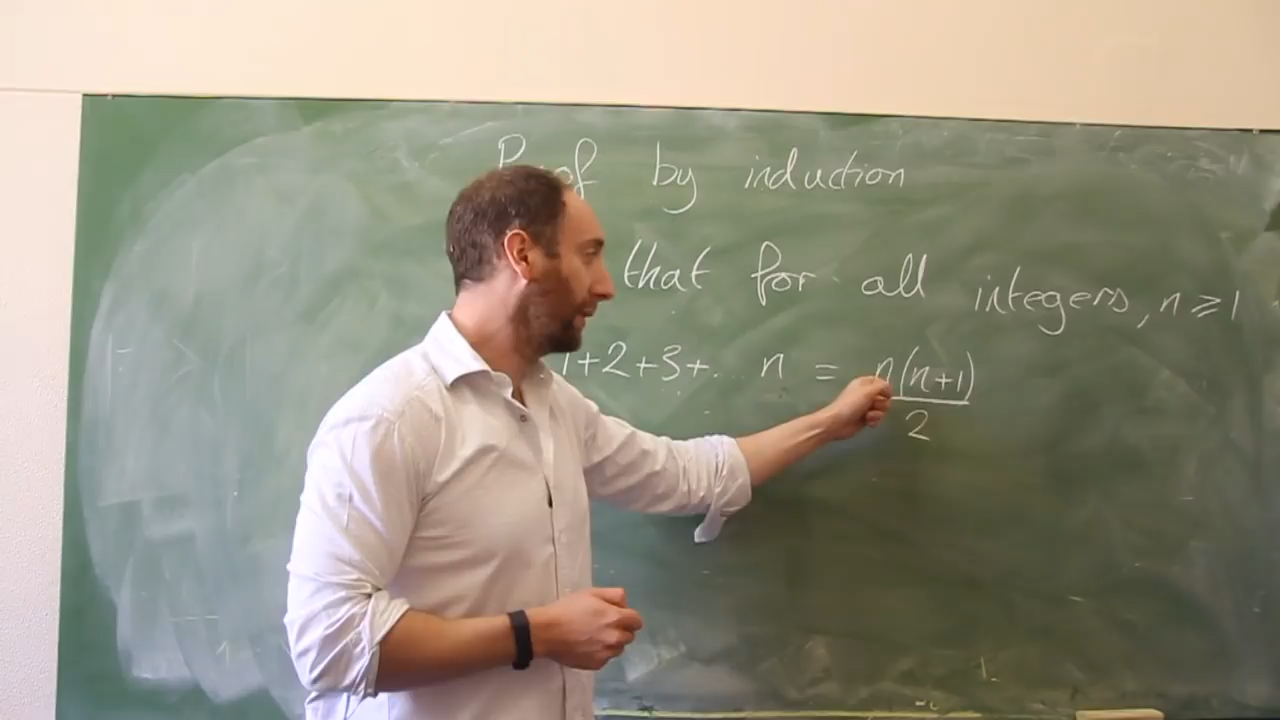 Proof by induction
that for all integers, n ≥ 1
1+2+3+... n = n(n+1)/2